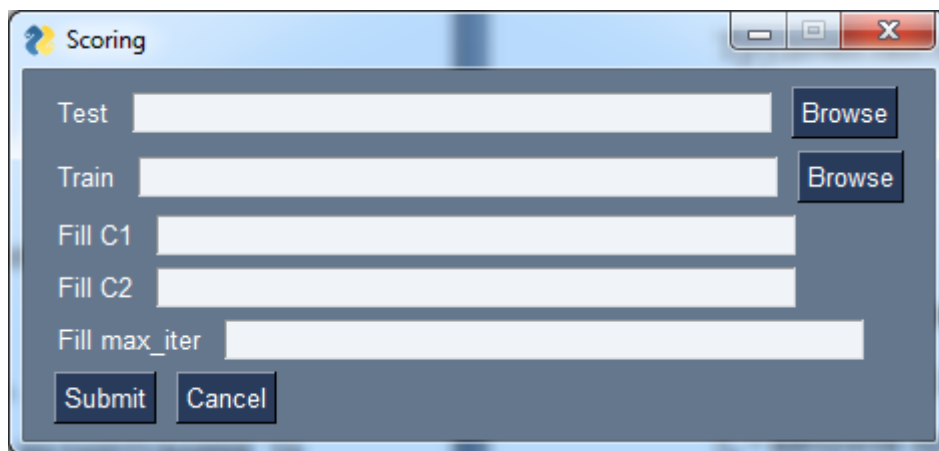 Scoring
Test Browse
Train Browse
Fill C1
Fill C2
Fill max_iter
Submit Cancel